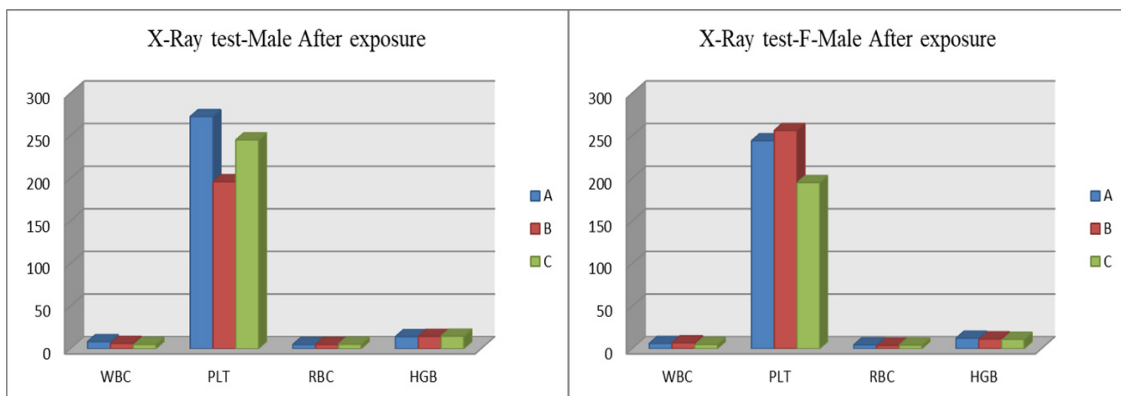 X-Ray test-Male After exposure
300
250
200
150
100
50
0
WBC PLT RBC HGB
A
B
C
X-Ray test-F-Male After exposure
300
250
200
150
100
50
0
WBC PLT RBC HGB
A
B
C